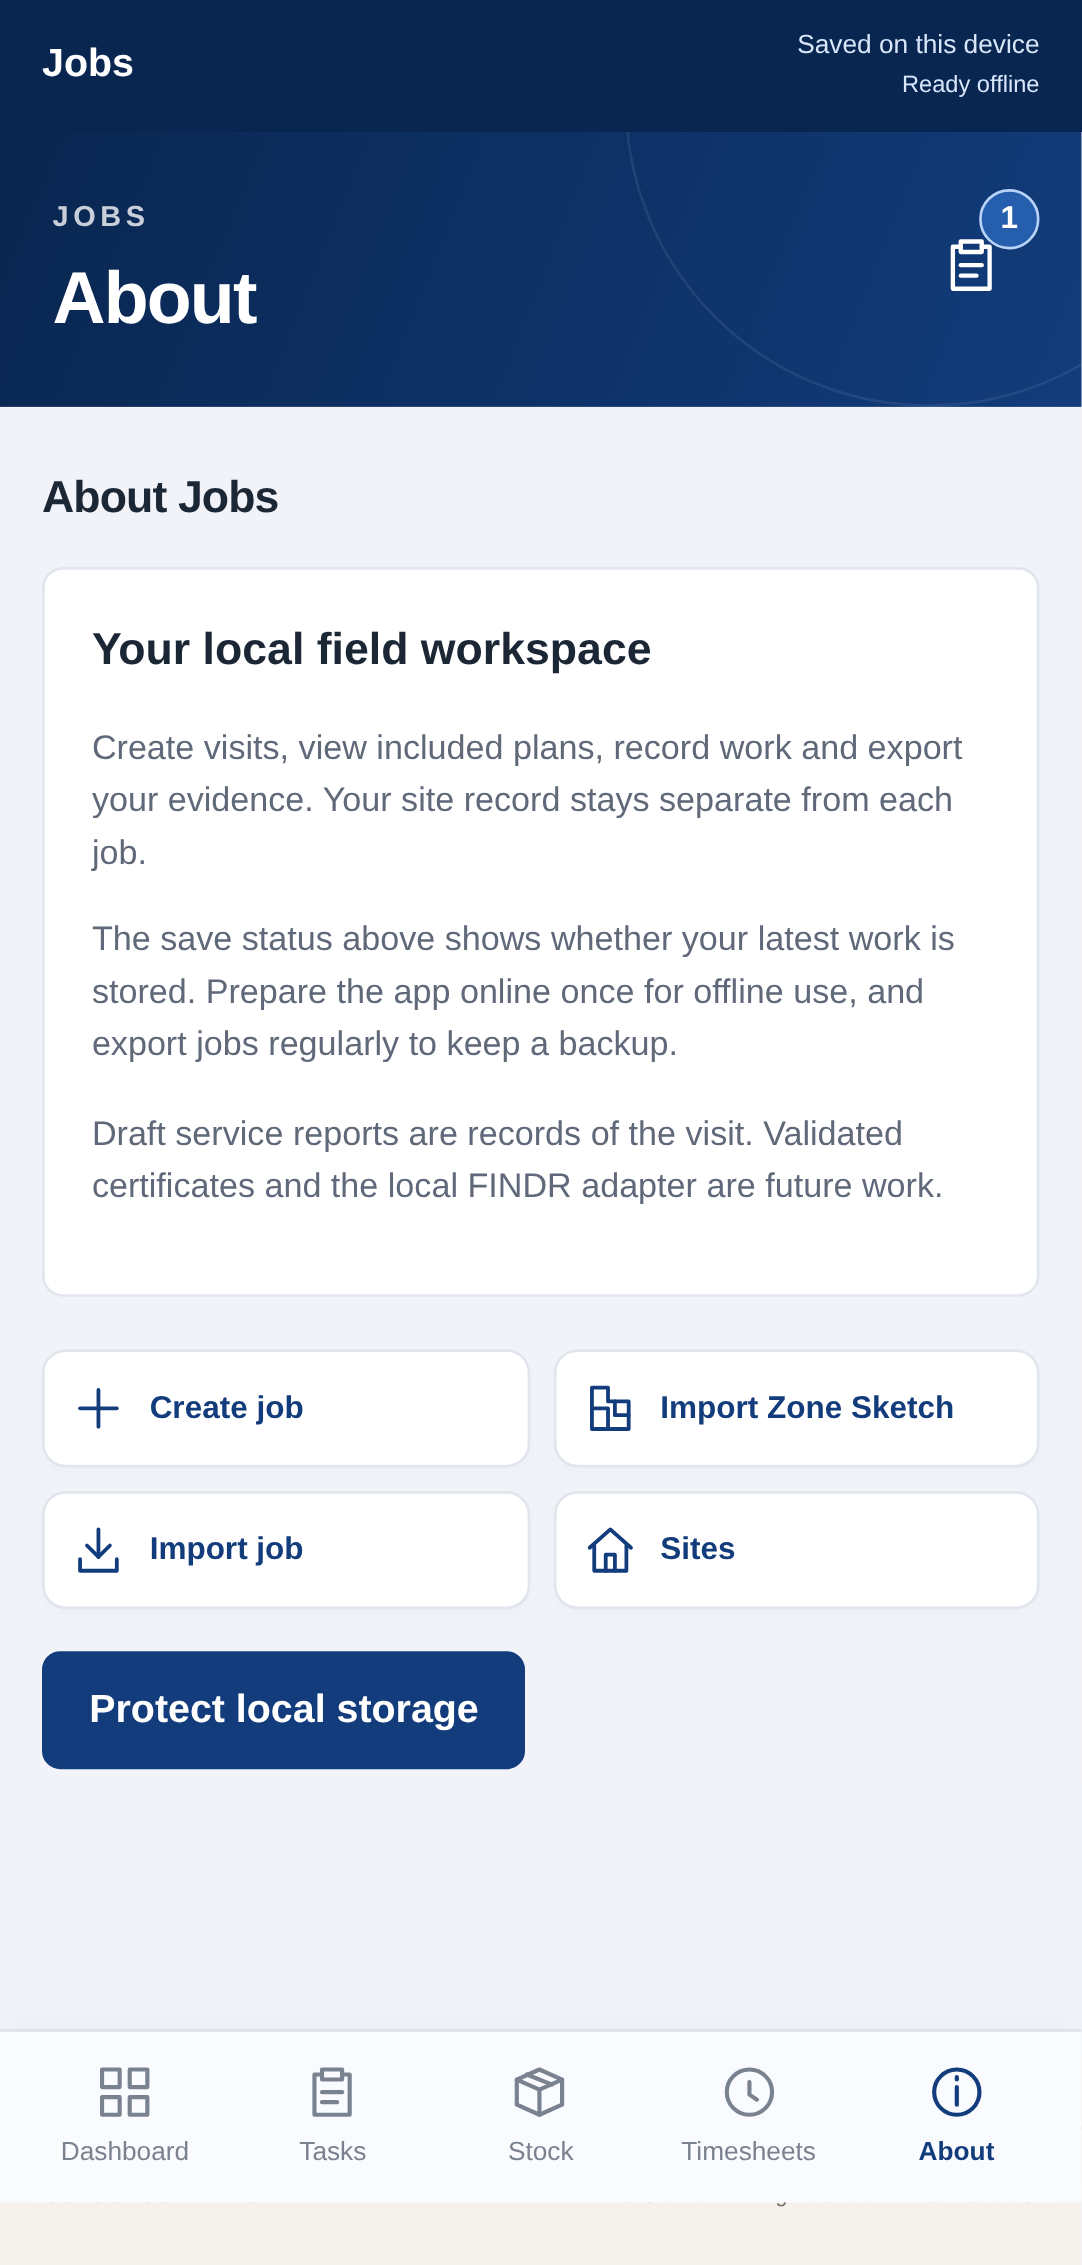 Jobs
Saved on this device
Ready offline
JOBS
About
1
About Jobs
Your local field workspace
Create visits, view included plans, record work and export
your evidence. Your site record stays separate from each
job.
The save status above shows whether your latest work is
stored. Prepare the app online once for offline use, and
export jobs regularly to keep a backup.
Draft service reports are records of the visit. Validated
certificates and the local FINDR adapter are future work.
Create job
Import Zone Sketch
Import job
Sites
Protect local storage
Dashboard
Tasks
Stock
Timesheets
About